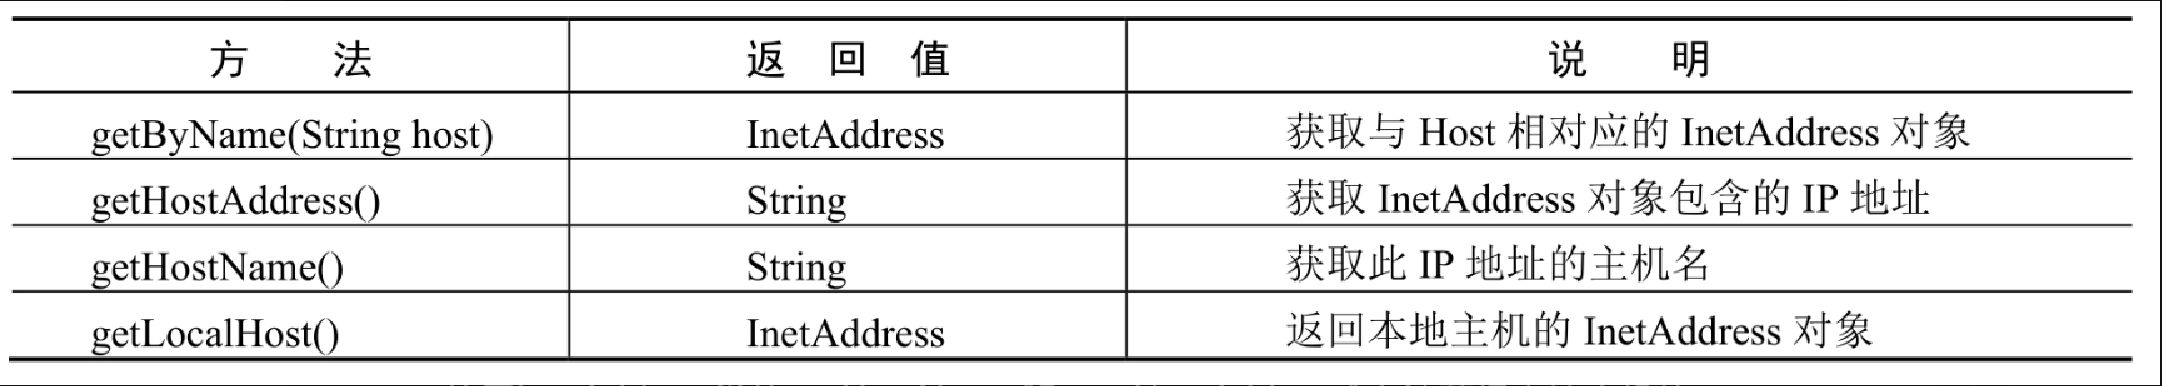 方 法 返 回 值 说 明
getByName(String host) InetAddress 获取与 Host 相对应的 InetAddress 对象
getHostAddress() String 获取 InetAddress 对象包含的 IP 地址
getHostName() String 获取此 IP 地址的主机名
getLocalHost() InetAddress 返回本地主机的 InetAddress 对象